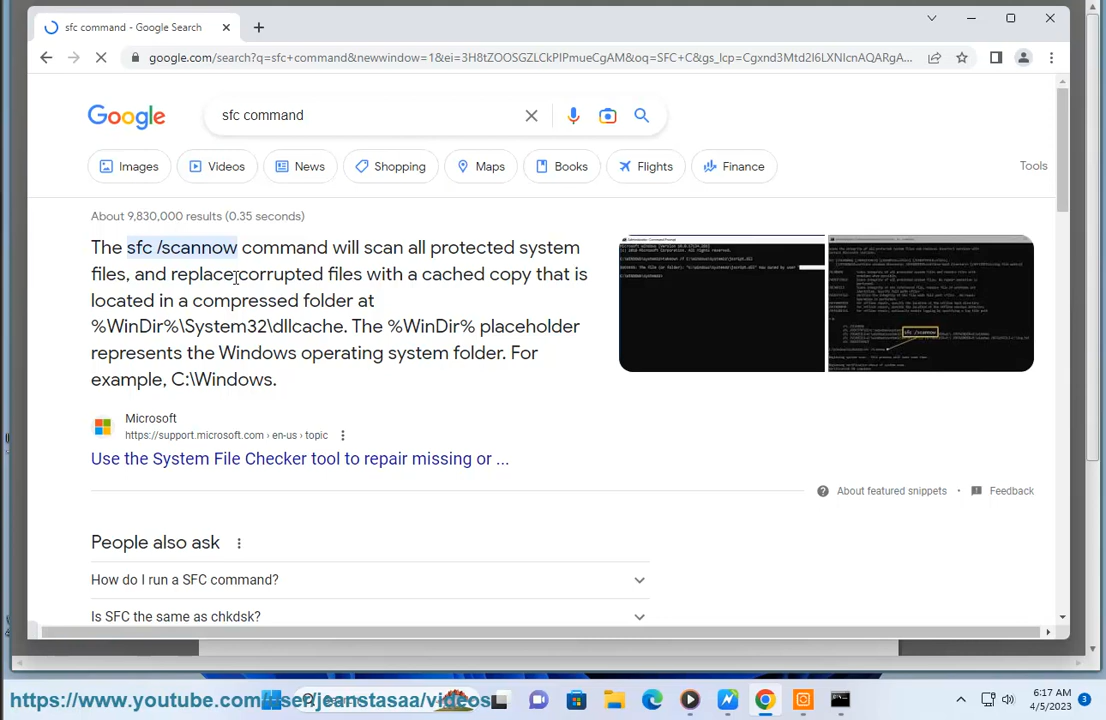 sfc command - Google Search
google.com/search?q=sfc+command&newwindow=1&ei=3H8tZOOSGZLCkPIPmueCgAM&oq=SFC+C&gs_lcp=Cgxnd3Mtd2l6LXNlcnAQARgA...
Google
sfc command
Images Videos News Shopping Maps Books Flights Finance Tools
About 9,830,000 results (0.35 seconds)
The sfc /scannow command will scan all protected system
files, and replace corrupted files with a cached copy that is
located in a compressed folder at
%WinDir%\System32\dllcache. The %WinDir% placeholder
represents the Windows operating system folder. For
example, C:\Windows.
sfc /scannow
Microsoft
https://support.microsoft.com › en-us › topic
Use the System File Checker tool to repair missing or ...
About featured snippets • Feedback
People also ask
How do I run a SFC command?
Is SFC the same as chkdsk?
https://www.youtube.com/user/jeanstasaa/videos
6:17 AM
4/5/2023
3